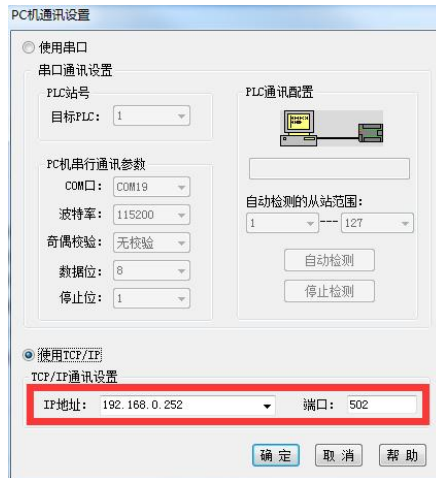 PC机通讯设置
使用串口
串口通讯设置
PLC站号
目标PLC: 1
PC机串行通讯参数
COM口: COM19
波特率: 115200
奇偶校验: 无校验
数据位: 8
停止位: 1
PLC通讯配置
自动检测的从站范围:
1 --- 127
自动检测
停止检测
使用TCP/IP
TCP/IP通讯设置
IP地址: 192.168.0.252 端口: 502
确定 取消 帮助